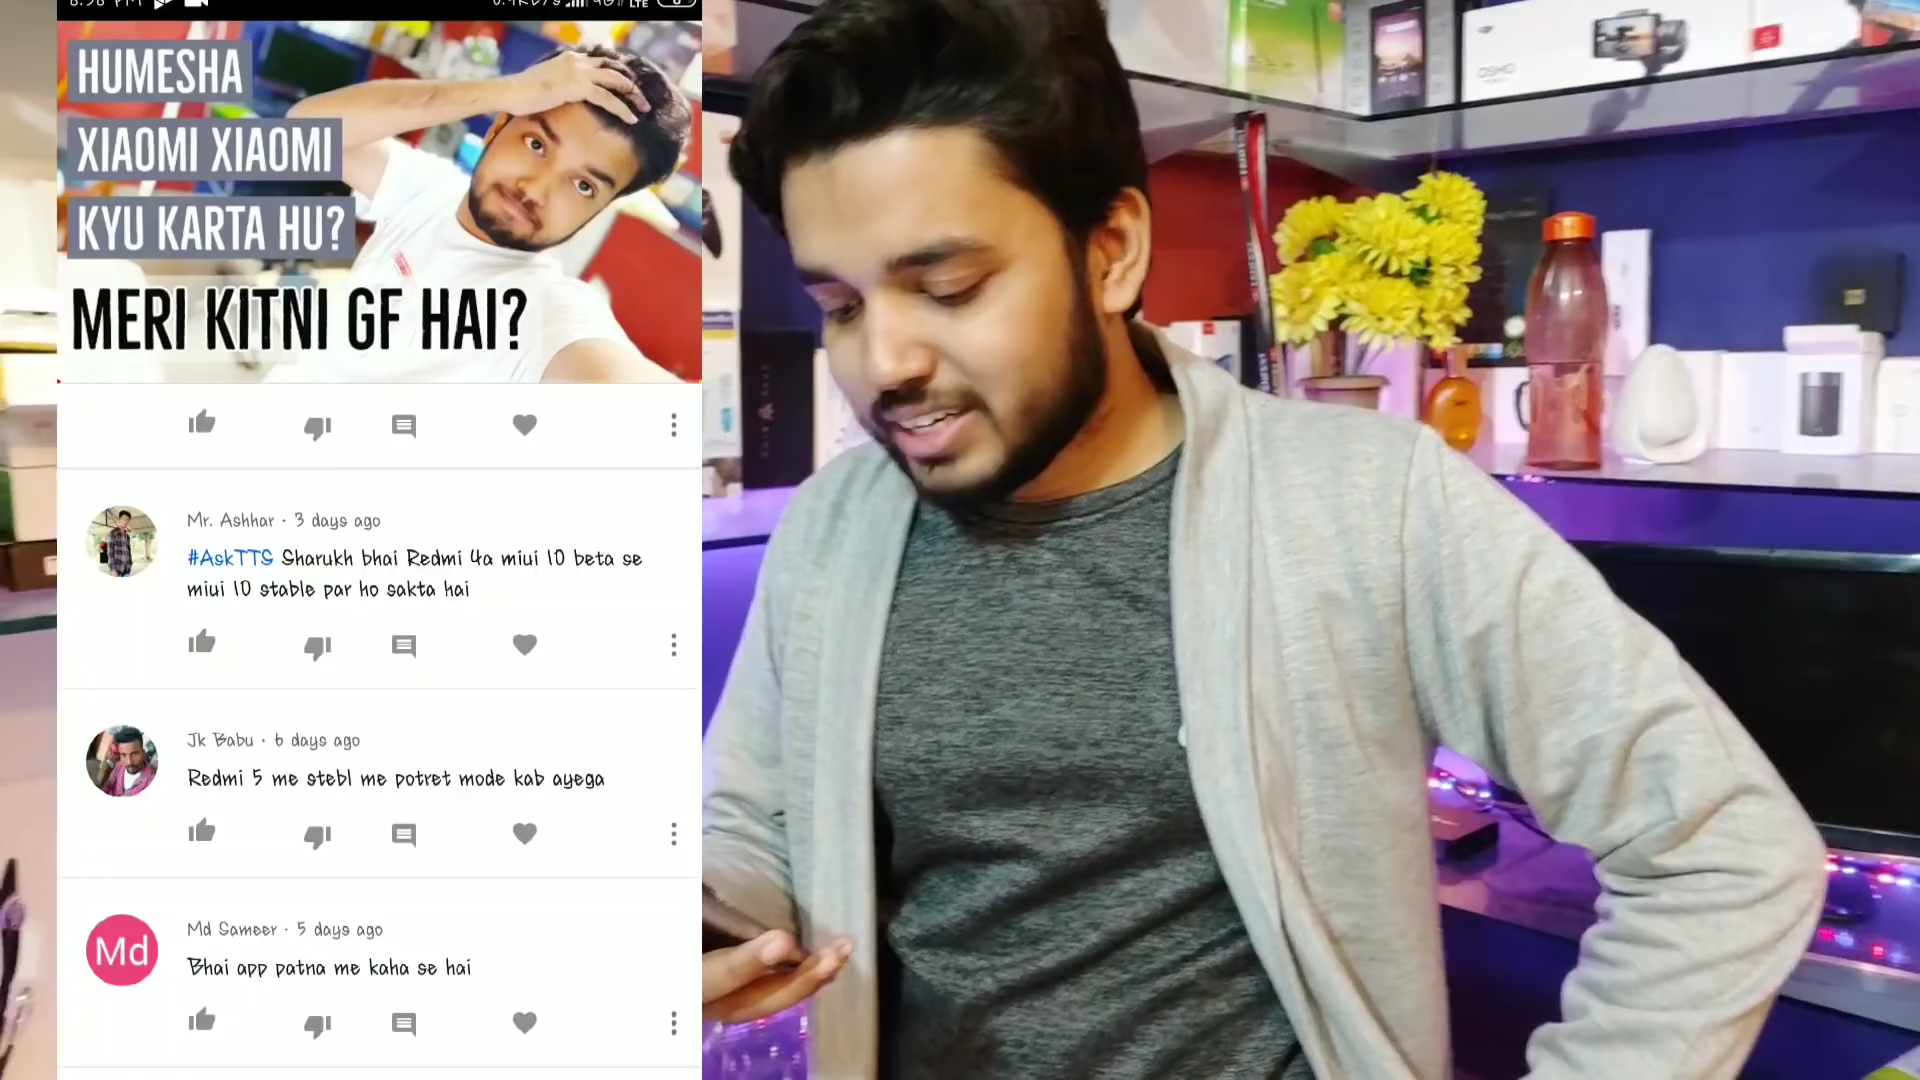 HUMESHA
XIAOMI XIAOMI
KYU KARTA HU?
MERI KITNI GF HAI?
Mr. Ashhar · 3 days ago
#AskTTS Sharukh bhai Redmi 4a miui 10 beta se
miui 10 stable par ho sakta hai
Jk Babu · 6 days ago
Redmi 5 me stebl me potret mode kab ayega
Md
Md Sameer · 5 days ago
Bhai app patna me kaha se hai
OSMO